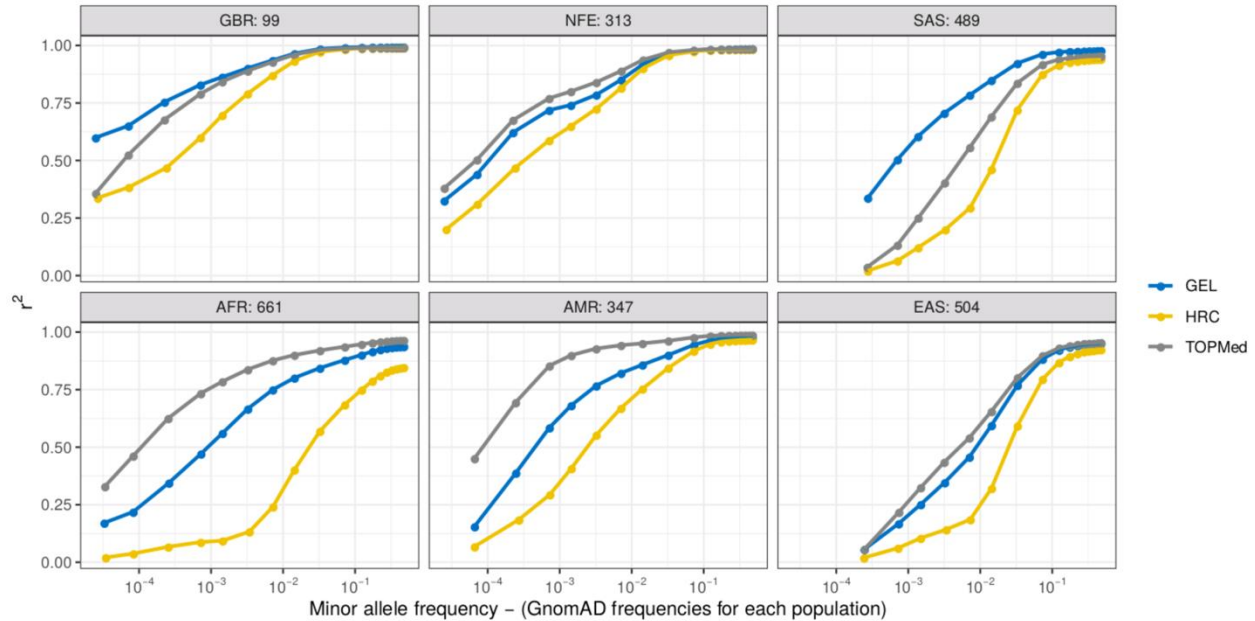 GBR: 99 NFE: 313 SAS: 489
1.00
0.75
0.50
0.25
0.00
AFR: 661 AMR: 347 EAS: 504
1.00
0.75
0.50
0.25
0.00
r²
10⁻⁴ 10⁻³ 10⁻² 10⁻¹ 10⁻⁴ 10⁻³ 10⁻² 10⁻¹ 10⁻⁴ 10⁻³ 10⁻² 10⁻¹
Minor allele frequency − (GnomAD frequencies for each population)
GEL
HRC
TOPMed